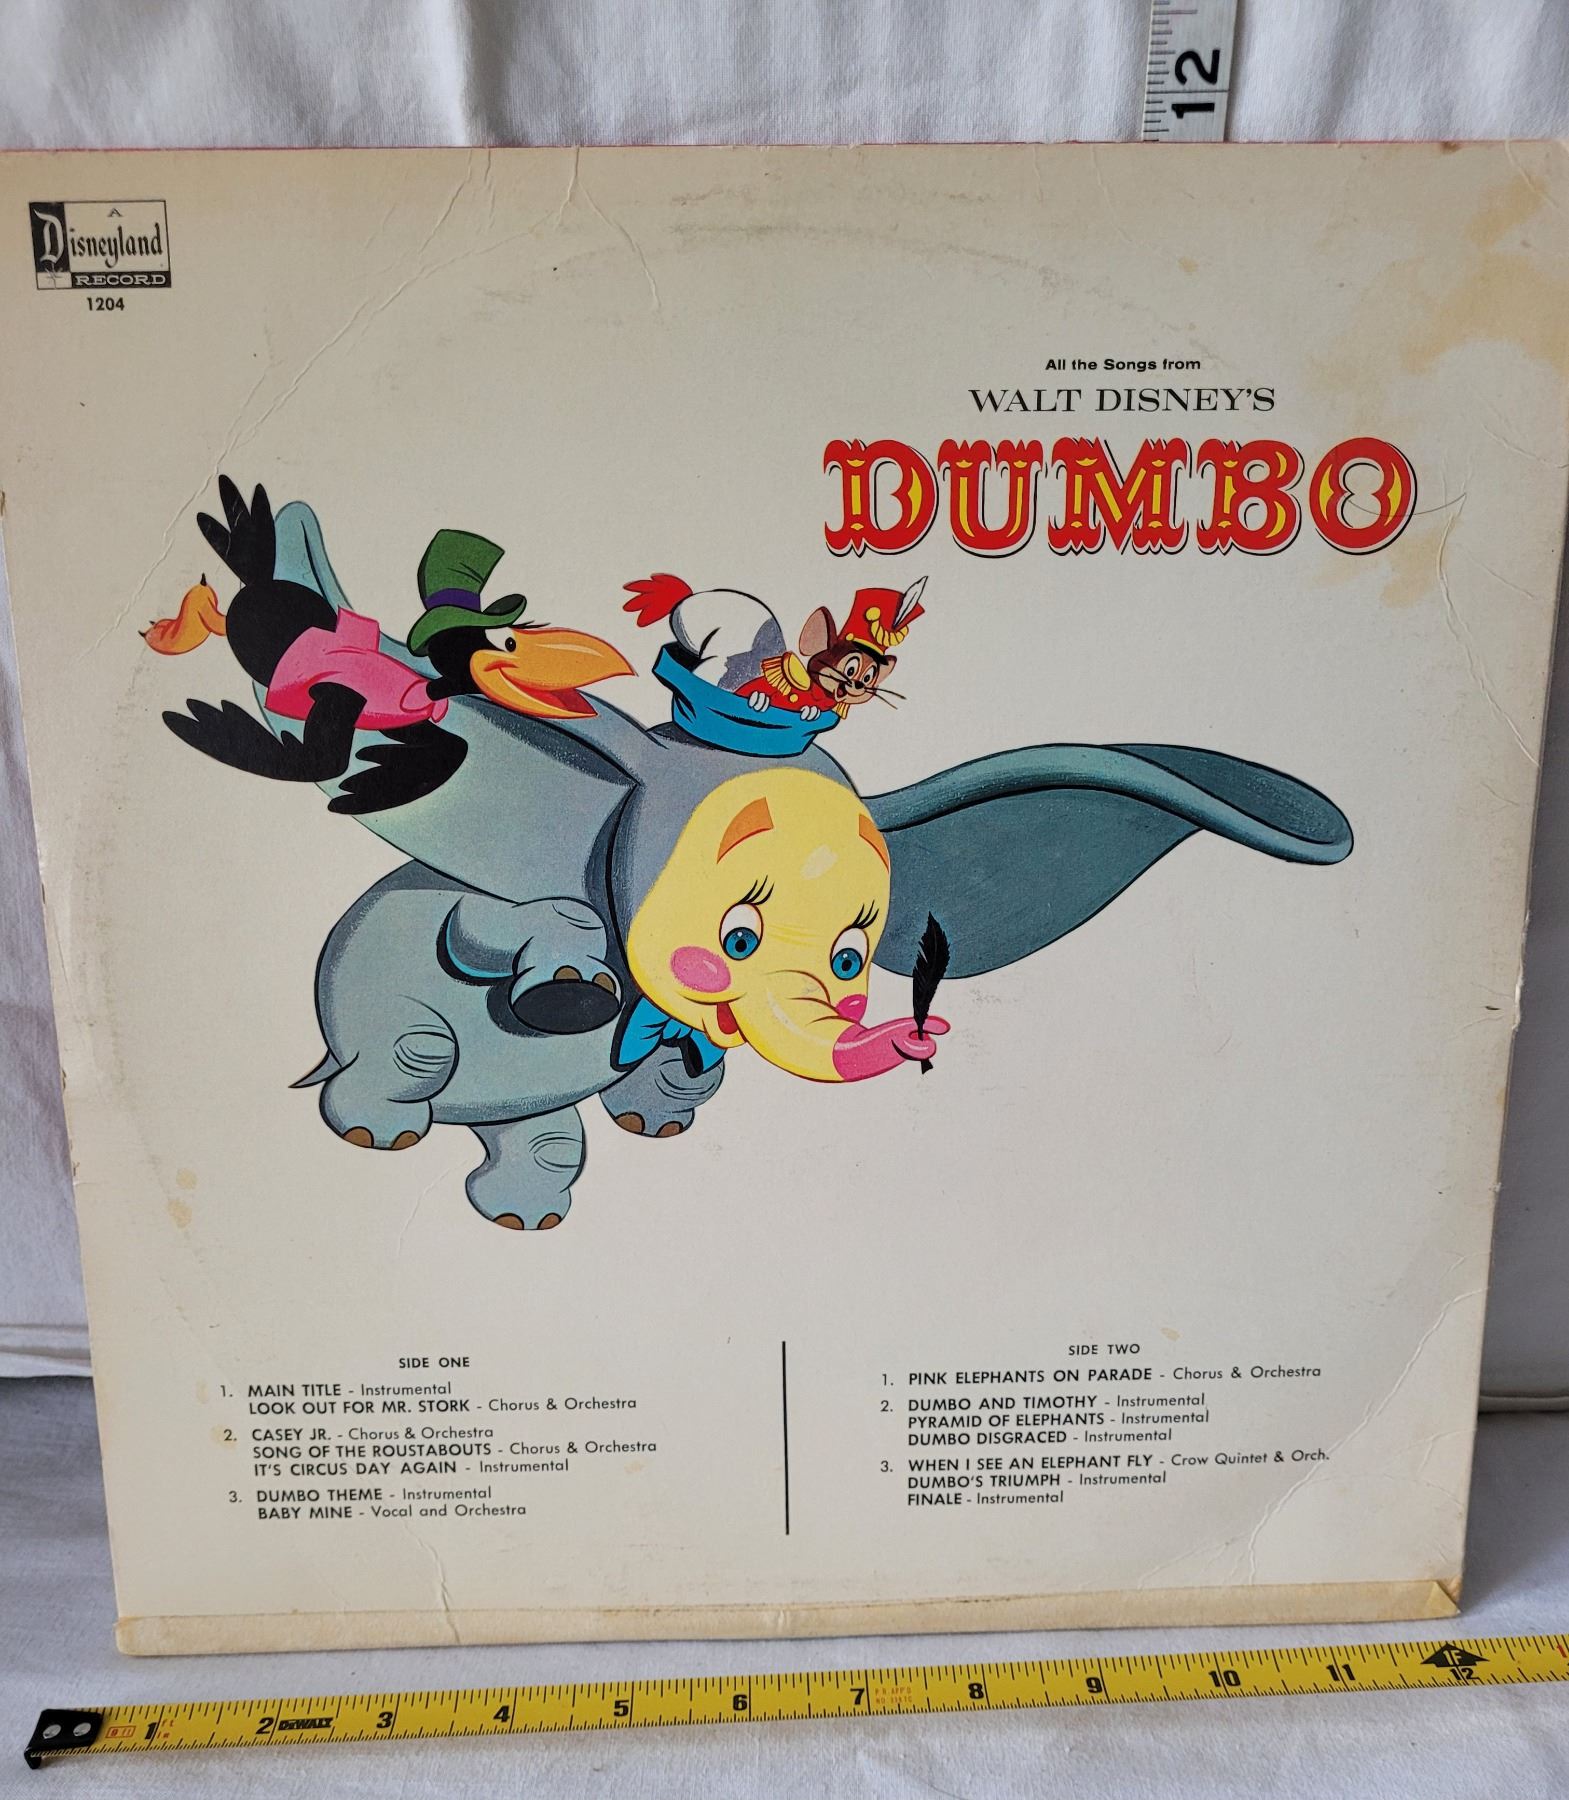 12
A
Disneyland
RECORD
1204
All the Songs from
WALT DISNEY'S
DUMBO
SIDE ONE
1. MAIN TITLE - Instrumental
LOOK OUT FOR MR. STORK - Chorus & Orchestra
2. CASEY JR. - Chorus & Orchestra
SONG OF THE ROUSTABOUTS - Chorus & Orchestra
IT'S CIRCUS DAY AGAIN - Instrumental
3. DUMBO THEME - Instrumental
BABY MINE - Vocal and Orchestra
SIDE TWO
1. PINK ELEPHANTS ON PARADE - Chorus & Orchestra
2. DUMBO AND TIMOTHY - Instrumental
PYRAMID OF ELEPHANTS - Instrumental
DUMBO DISGRACED - Instrumental
3. WHEN I SEE AN ELEPHANT FLY - Crow Quintet & Orch.
DUMBO'S TRIUMPH - Instrumental
FINALE - Instrumental
1 2 DEWALT 3 4 5 6 7 8 9 10 11 12
1F